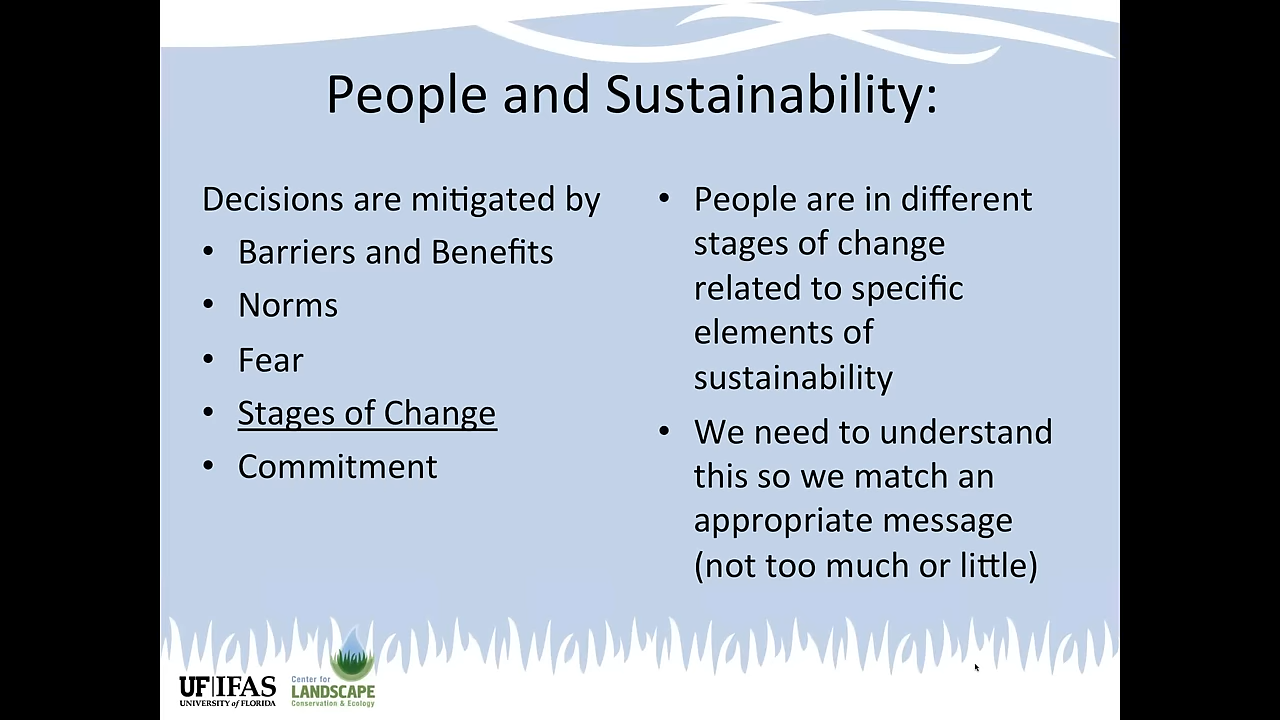 People and Sustainability:
Decisions are mitigated by
• Barriers and Benefits
• Norms
• Fear
• Stages of Change
• Commitment
• People are in different
stages of change
related to specific
elements of
sustainability
• We need to understand
this so we match an
appropriate message
(not too much or little)
UF|IFAS
UNIVERSITY of FLORIDA
Center for
LANDSCAPE
Conservation & Ecology